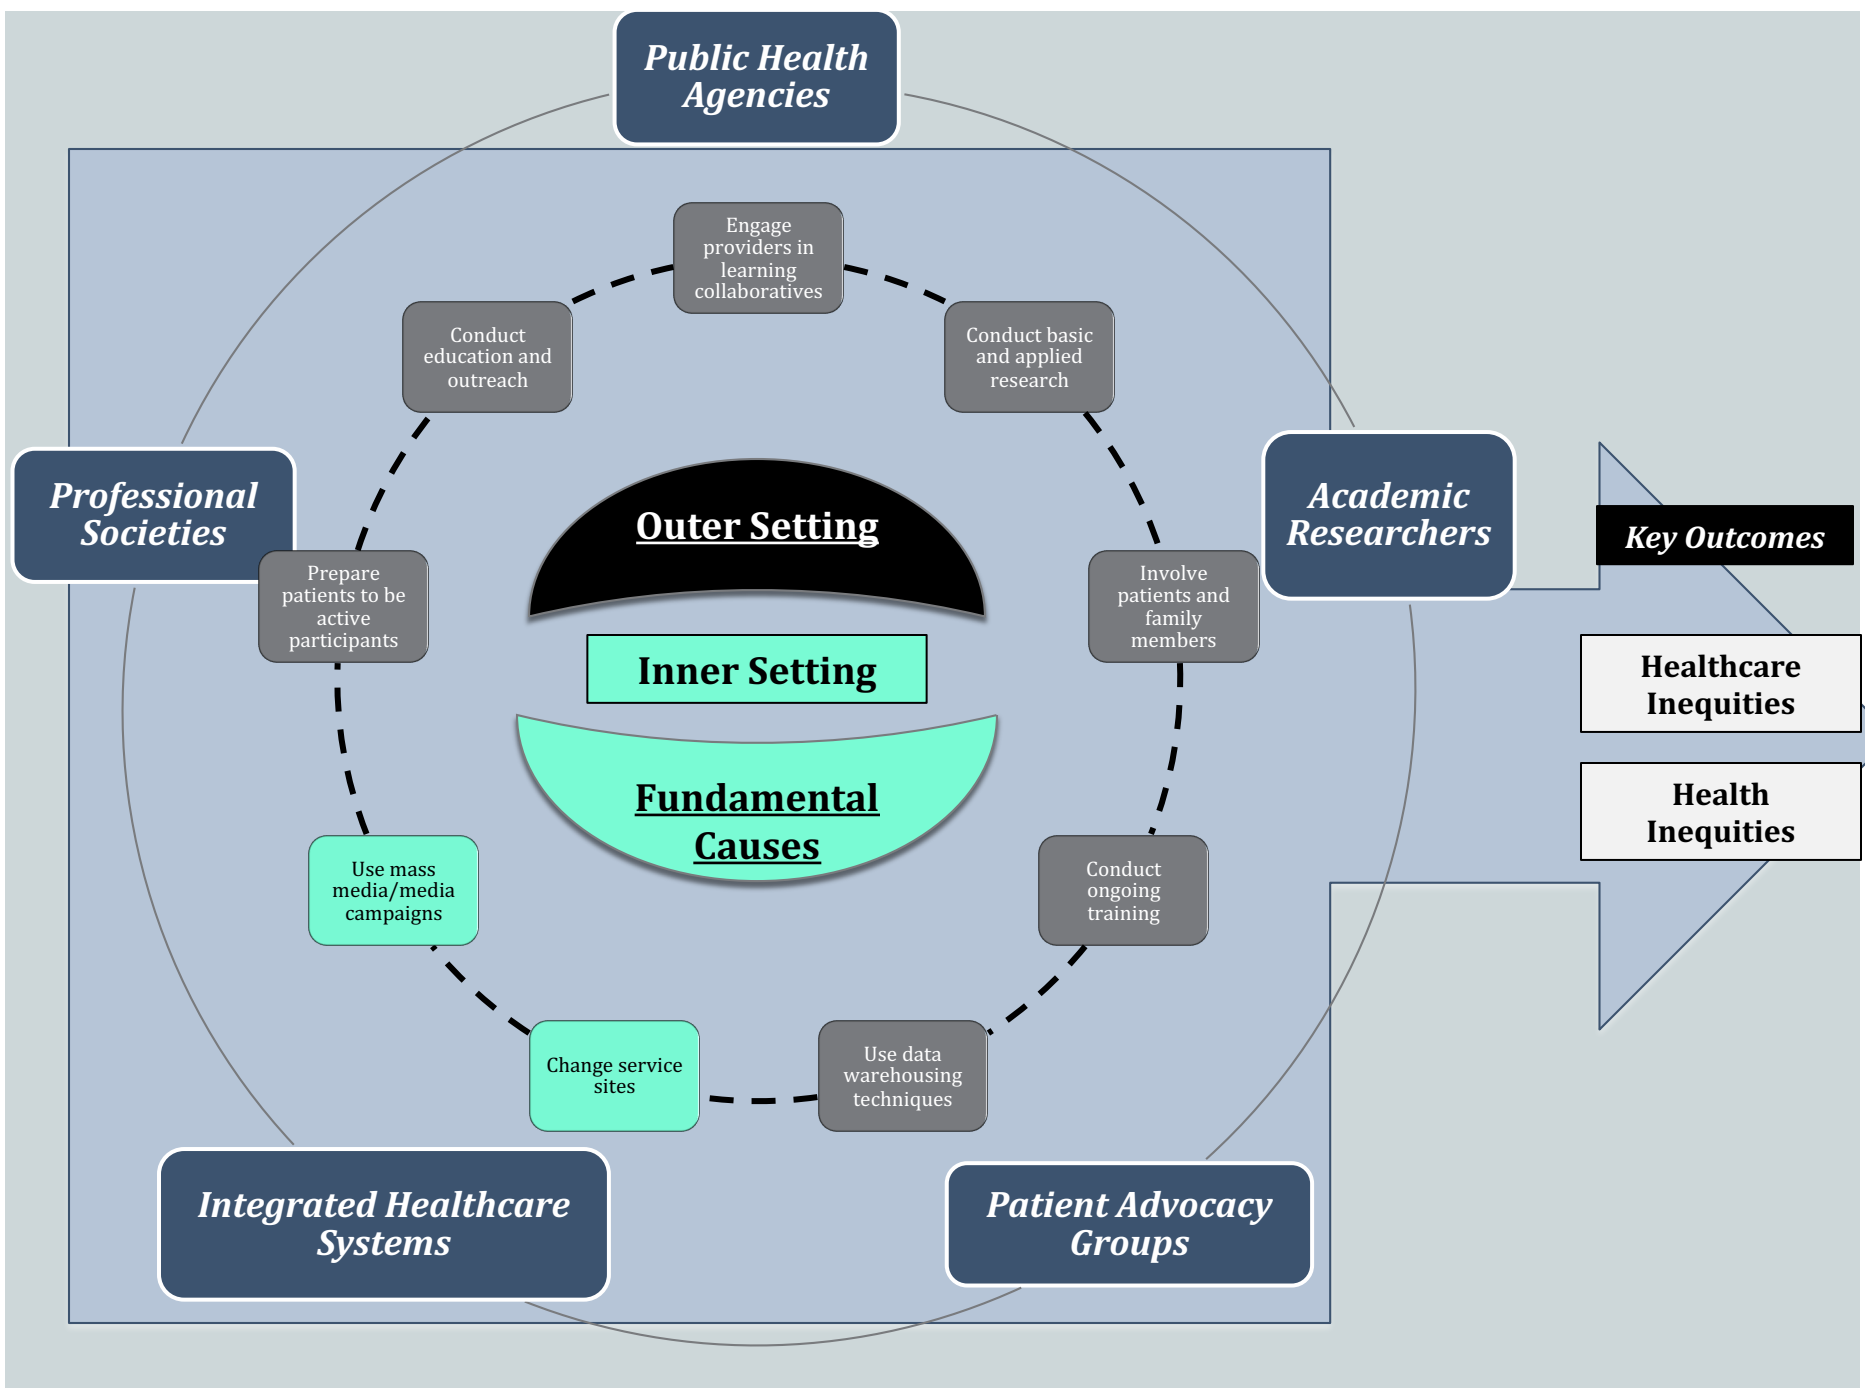 Public Health
Agencies
Engage
providers in
learning
collaboratives
Conduct
education and
outreach
Conduct basic
and applied
research
Professional
Societies
Outer Setting
Academic
Researchers
Key Outcomes
Prepare
patients to be
active
participants
Involve
patients and
family
members
Inner Setting
Healthcare
Inequities
Fundamental
Causes
Health
Inequities
Use mass
media/media
campaigns
Conduct
ongoing
training
Change service
sites
Use data
warehousing
techniques
Integrated Healthcare
Systems
Patient Advocacy
Groups